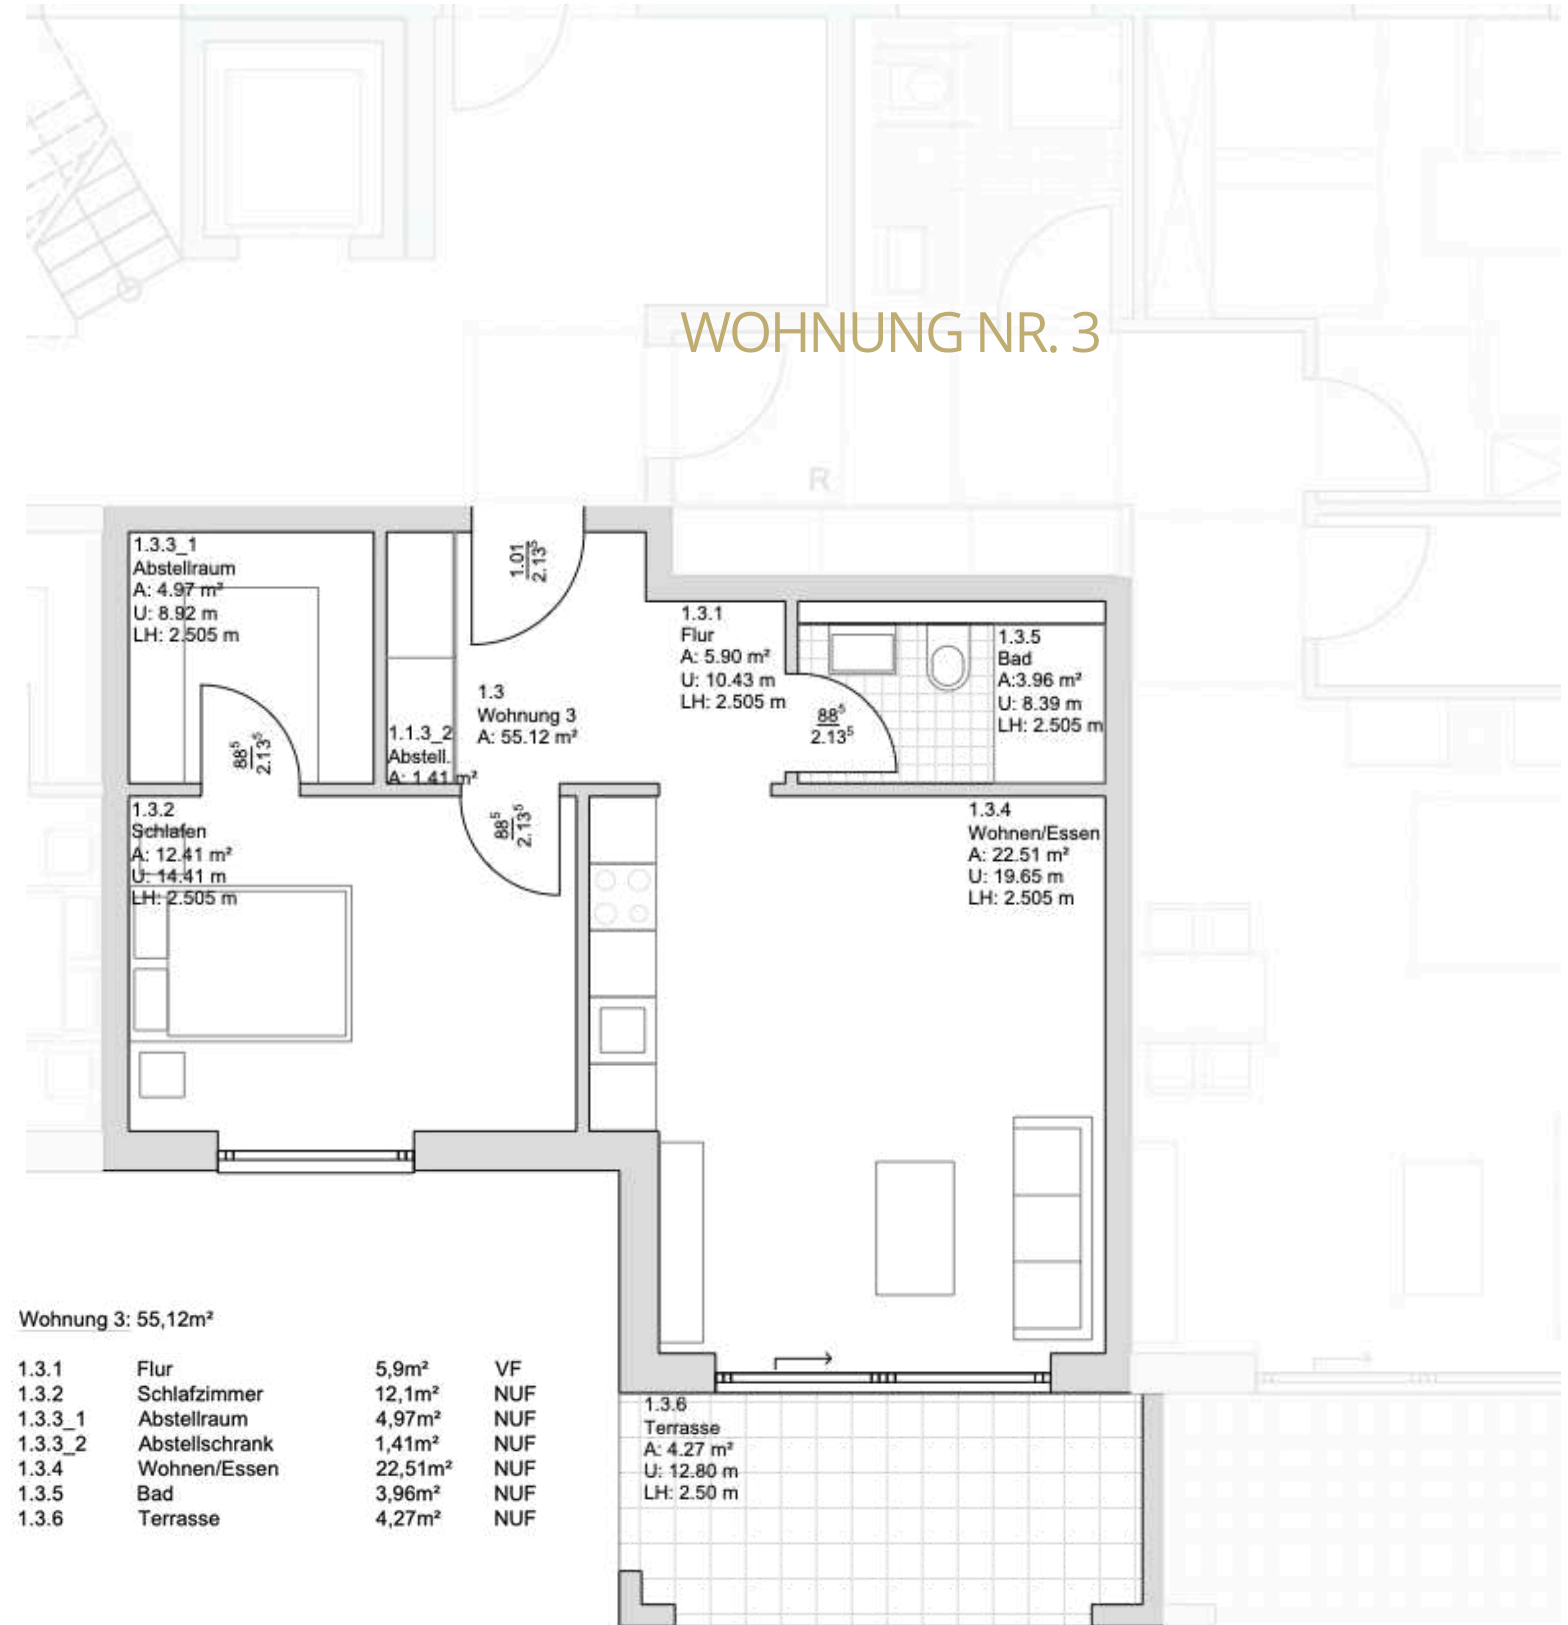 WOHNUNG NR. 3
R
1.3.3_1
Abstellraum
A: 4.97 m²
U: 8.92 m
LH: 2.505 m
1.01
2.13⁵
1.3.1
Flur
A: 5.90 m²
U: 10.43 m
LH: 2.505 m
1.3.5
Bad
A:3.96 m²
U: 8.39 m
LH: 2.505 m
1.3
Wohnung 3
A: 55.12 m²
88⁵
2.13⁵
1.1.3_2
Abstell.
A: 1.41 m²
88⁵
2.13⁵
88⁵
2.13⁵
1.3.2
Schlafen
A: 12.41 m²
U: 14.41 m
LH: 2.505 m
1.3.4
Wohnen/Essen
A: 22.51 m²
U: 19.65 m
LH: 2.505 m
Wohnung 3: 55,12m²
1.3.1 Flur 5,9m² VF
1.3.2 Schlafzimmer 12,1m² NUF
1.3.3_1 Abstellraum 4,97m² NUF
1.3.3_2 Abstellschrank 1,41m² NUF
1.3.4 Wohnen/Essen 22,51m² NUF
1.3.5 Bad 3,96m² NUF
1.3.6 Terrasse 4,27m² NUF
1.3.6
Terrasse
A: 4.27 m²
U: 12.80 m
LH: 2.50 m